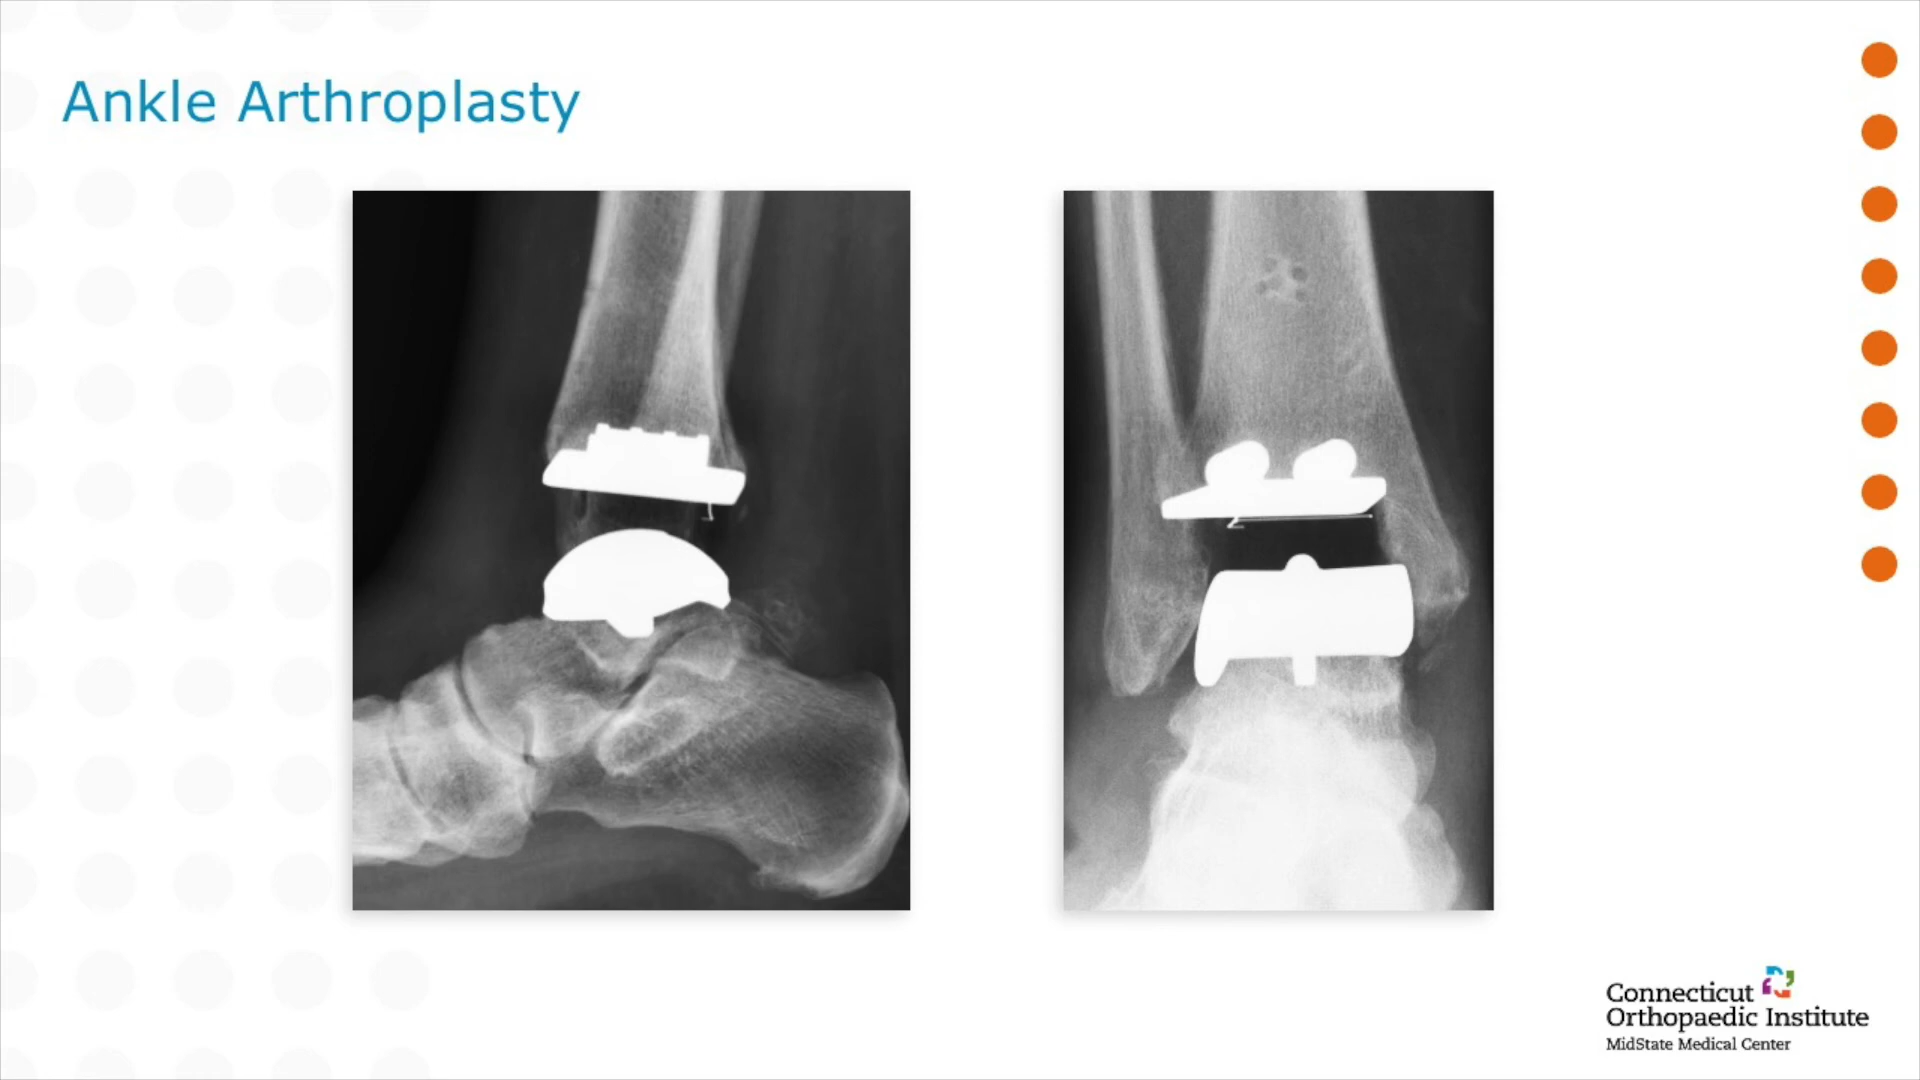 Ankle Arthroplasty
Connecticut
Orthopaedic Institute
MidState Medical Center